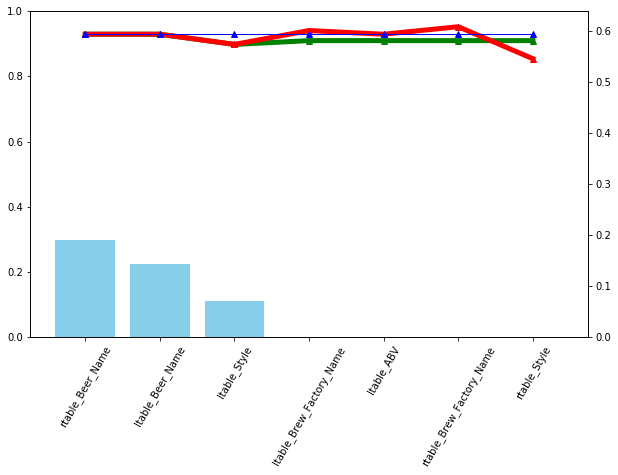 1.0
0.8
0.6
0.4
0.2
0.0
0.6
0.5
0.4
0.3
0.2
0.1
0.0
rtable_Beer_Name
ltable_Beer_Name
ltable_Style
ltable_Brew_Factory_Name
ltable_ABV
rtable_Brew_Factory_Name
rtable_Style